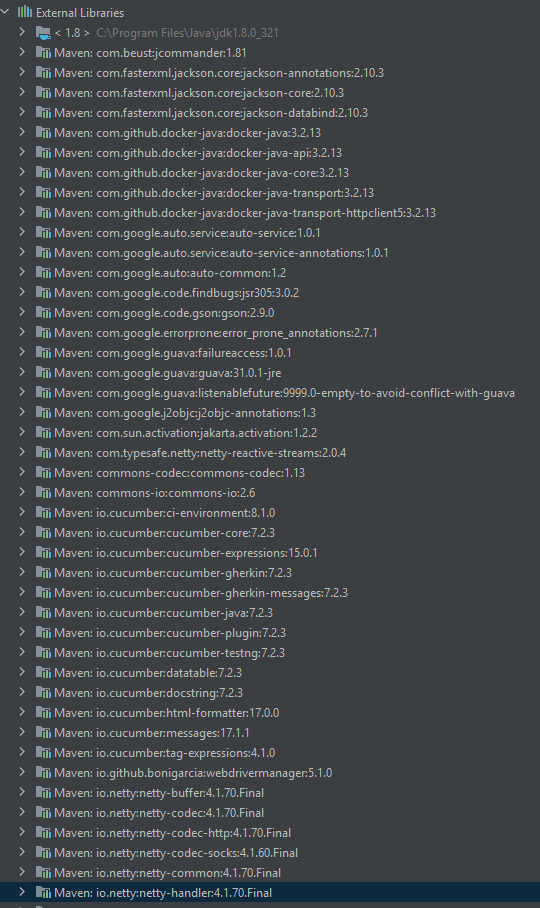 External Libraries
< 1.8 > C:\Program Files\Java\jdk1.8.0_321
Maven: com.beust:jcommander:1.81
Maven: com.fasterxml.jackson.core:jackson-annotations:2.10.3
Maven: com.fasterxml.jackson.core:jackson-core:2.10.3
Maven: com.fasterxml.jackson.core:jackson-databind:2.10.3
Maven: com.github.docker-java:docker-java:3.2.13
Maven: com.github.docker-java:docker-java-api:3.2.13
Maven: com.github.docker-java:docker-java-core:3.2.13
Maven: com.github.docker-java:docker-java-transport:3.2.13
Maven: com.github.docker-java:docker-java-transport-httpclient5:3.2.13
Maven: com.google.auto.service:auto-service:1.0.1
Maven: com.google.auto.service:auto-service-annotations:1.0.1
Maven: com.google.auto:auto-common:1.2
Maven: com.google.code.findbugs:jsr305:3.0.2
Maven: com.google.code.gson:gson:2.9.0
Maven: com.google.errorprone:error_prone_annotations:2.7.1
Maven: com.google.guava:failureaccess:1.0.1
Maven: com.google.guava:guava:31.0.1-jre
Maven: com.google.guava:listenablefuture:9999.0-empty-to-avoid-conflict-with-guava
Maven: com.google.j2objc:j2objc-annotations:1.3
Maven: com.sun.activation:jakarta.activation:1.2.2
Maven: com.typesafe.netty:netty-reactive-streams:2.0.4
Maven: commons-codec:commons-codec:1.13
Maven: commons-io:commons-io:2.6
Maven: io.cucumber:ci-environment:8.1.0
Maven: io.cucumber:cucumber-core:7.2.3
Maven: io.cucumber:cucumber-expressions:15.0.1
Maven: io.cucumber:cucumber-gherkin:7.2.3
Maven: io.cucumber:cucumber-gherkin-messages:7.2.3
Maven: io.cucumber:cucumber-java:7.2.3
Maven: io.cucumber:cucumber-plugin:7.2.3
Maven: io.cucumber:cucumber-testng:7.2.3
Maven: io.cucumber:datatable:7.2.3
Maven: io.cucumber:docstring:7.2.3
Maven: io.cucumber:html-formatter:17.0.0
Maven: io.cucumber:messages:17.1.1
Maven: io.cucumber:tag-expressions:4.1.0
Maven: io.github.bonigarcia:webdrivermanager:5.1.0
Maven: io.netty:netty-buffer:4.1.70.Final
Maven: io.netty:netty-codec:4.1.70.Final
Maven: io.netty:netty-codec-http:4.1.70.Final
Maven: io.netty:netty-codec-socks:4.1.60.Final
Maven: io.netty:netty-common:4.1.70.Final
Maven: io.netty:netty-handler:4.1.70.Final